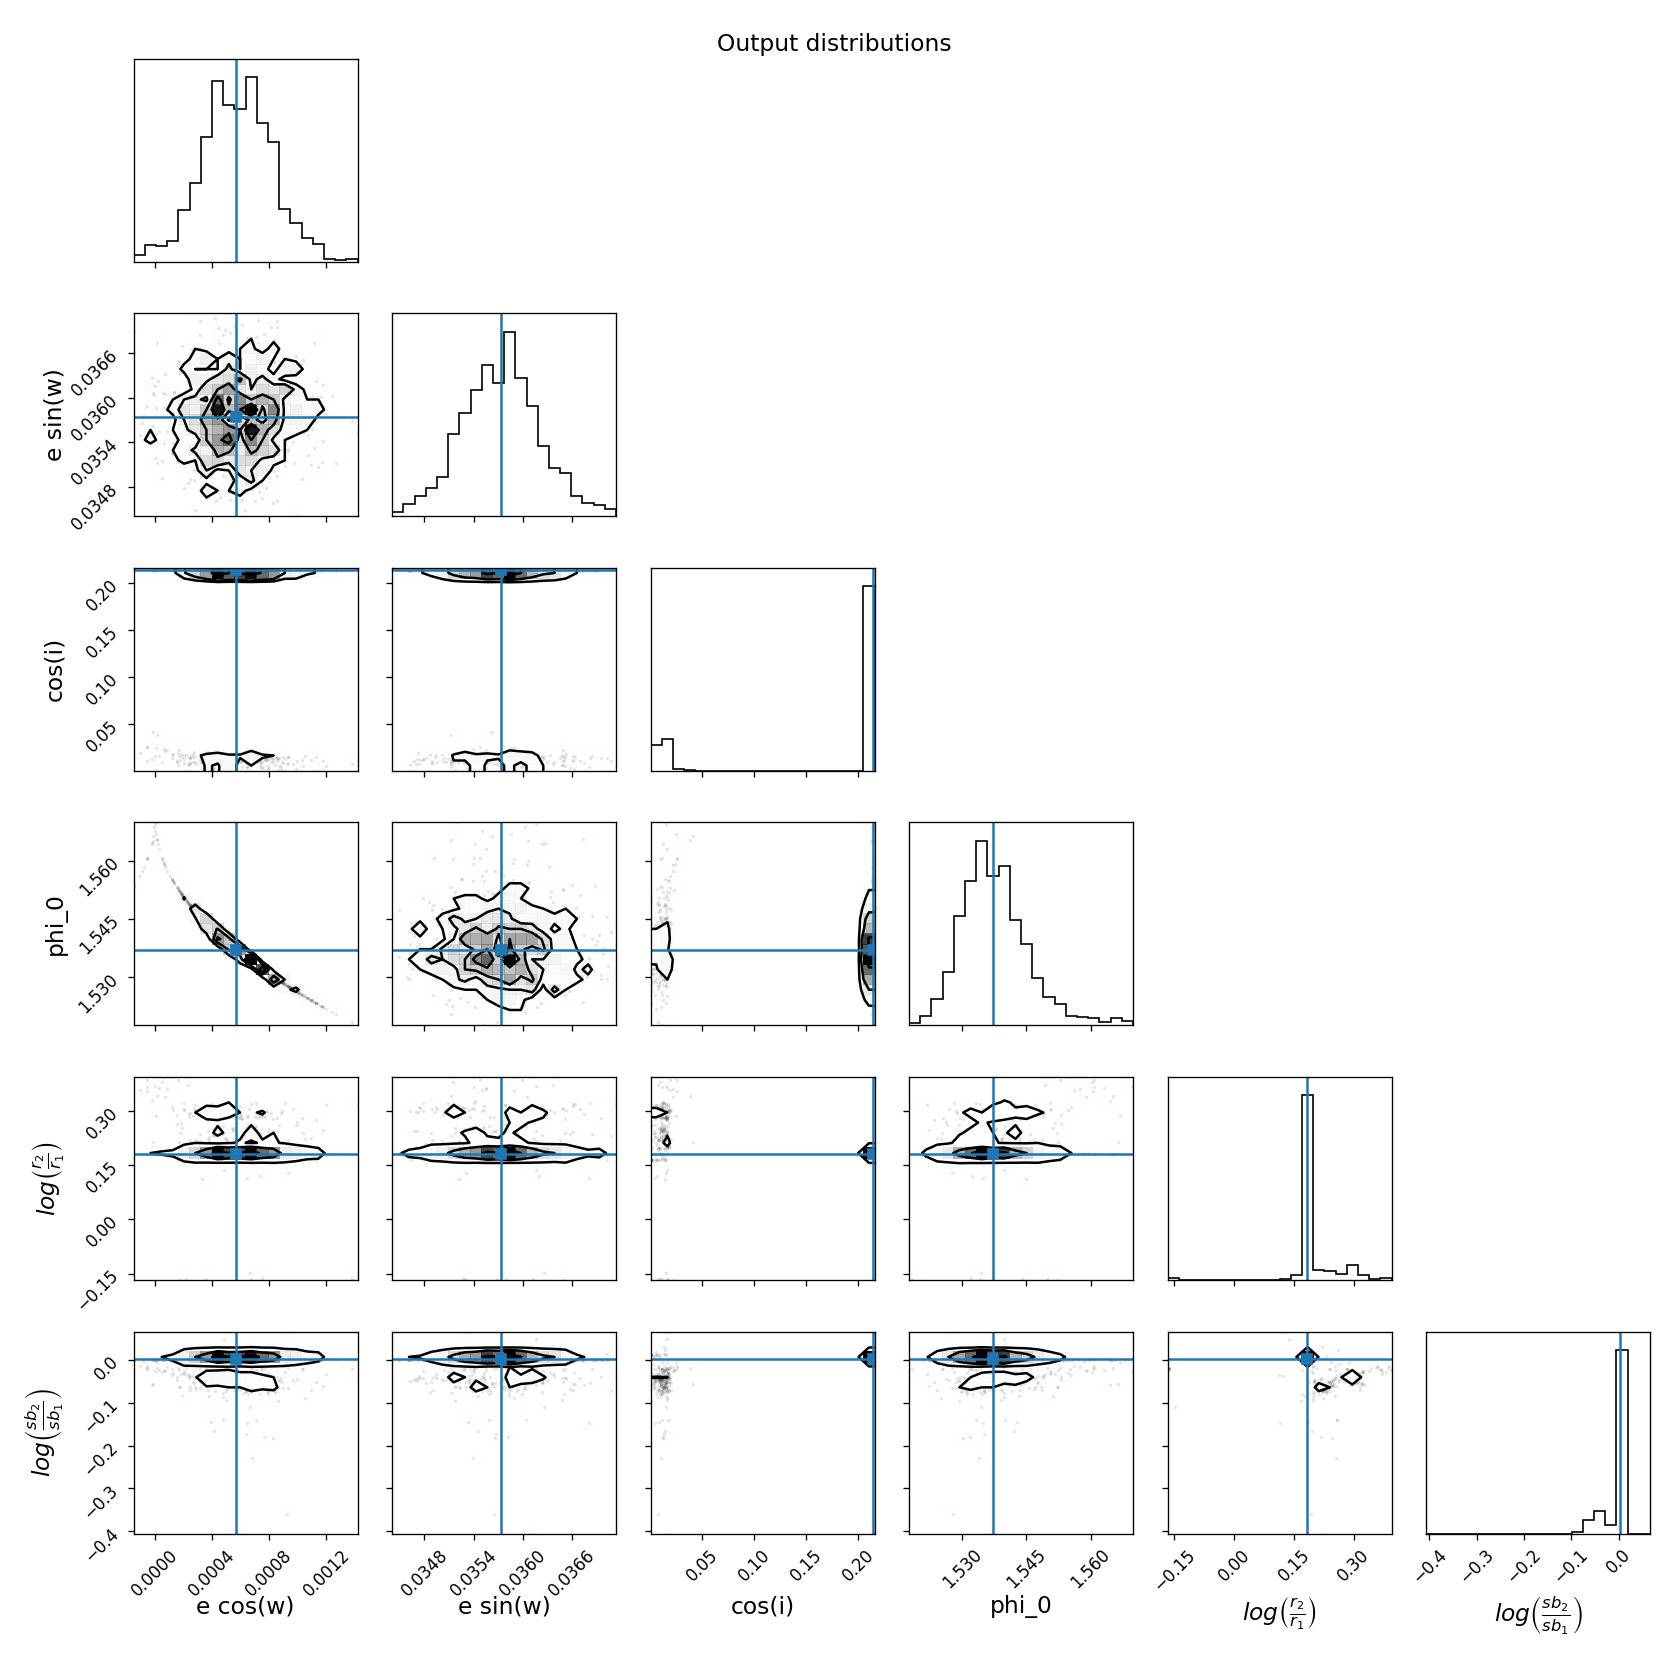 Output distributions
e sin(w)
0.0366
0.0360
0.0354
0.0348
cos(i)
0.20
0.15
0.10
0.05
phi_0
1.560
1.545
1.530
log(r₂/r₁)
0.30
0.15
0.00
−0.15
log(sb₂/sb₁)
0.0
−0.1
−0.2
−0.3
−0.4
0.0000 0.0004 0.0008 0.0012
0.0348 0.0354 0.0360 0.0366
0.05 0.10 0.15 0.20
1.530 1.545 1.560
−0.15 0.00 0.15 0.30
−0.4 −0.3 −0.2 −0.1 0.0
e cos(w) e sin(w) cos(i) phi_0 log(r₂/r₁) log(sb₂/sb₁)